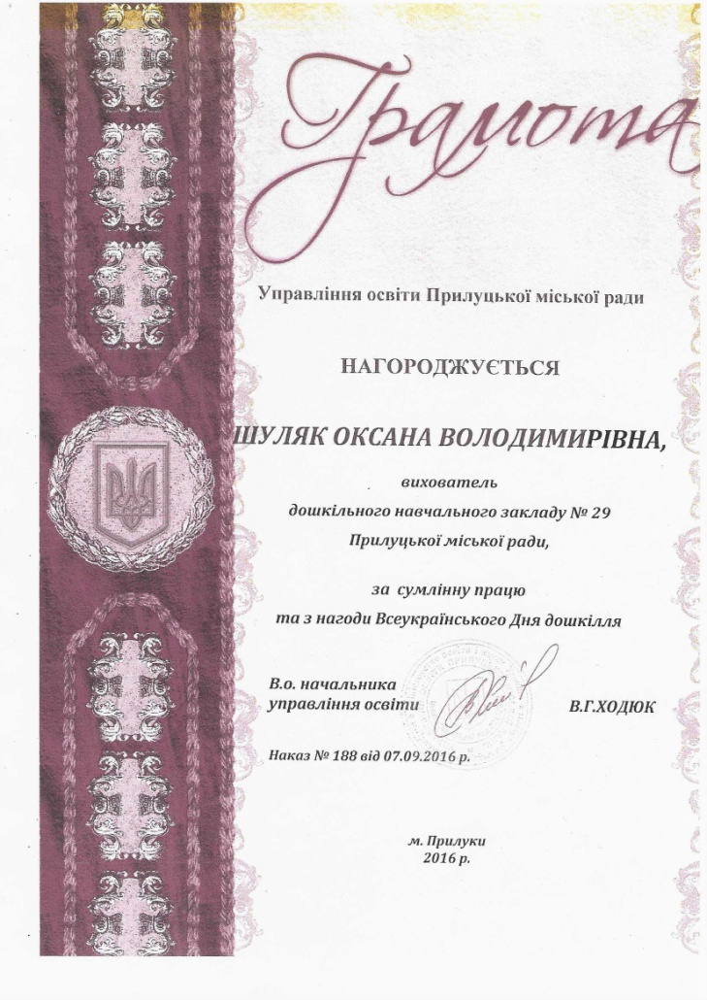 Грамота
Управління освіти Прилуцької міської ради
НАГОРОДЖУЄТЬСЯ
ШУЛЯК ОКСАНА ВОЛОДИМИРІВНА,
вихователь
дошкільного навчального закладу № 29
Прилуцької міської ради,
за сумлінну працю
та з нагоди Всеукраїнського Дня дошкілля
В.о. начальника
управління освіти
В.Г.ХОДЮК
Наказ № 188 від 07.09.2016 р.
м. Прилуки
2016 р.